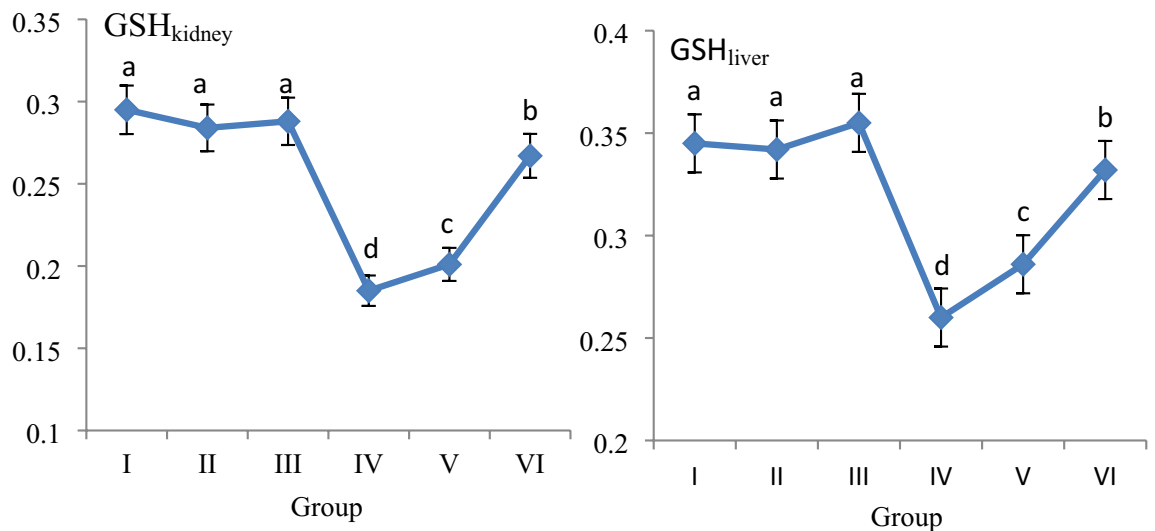 GSHkidney
0.35
0.3
0.25
0.2
0.15
0.1
a
a
a
d
c
b
I II III IV V VI
Group
GSHliver
0.4
0.35
0.3
0.25
0.2
a
a
a
d
c
b
I II III IV V VI
Group